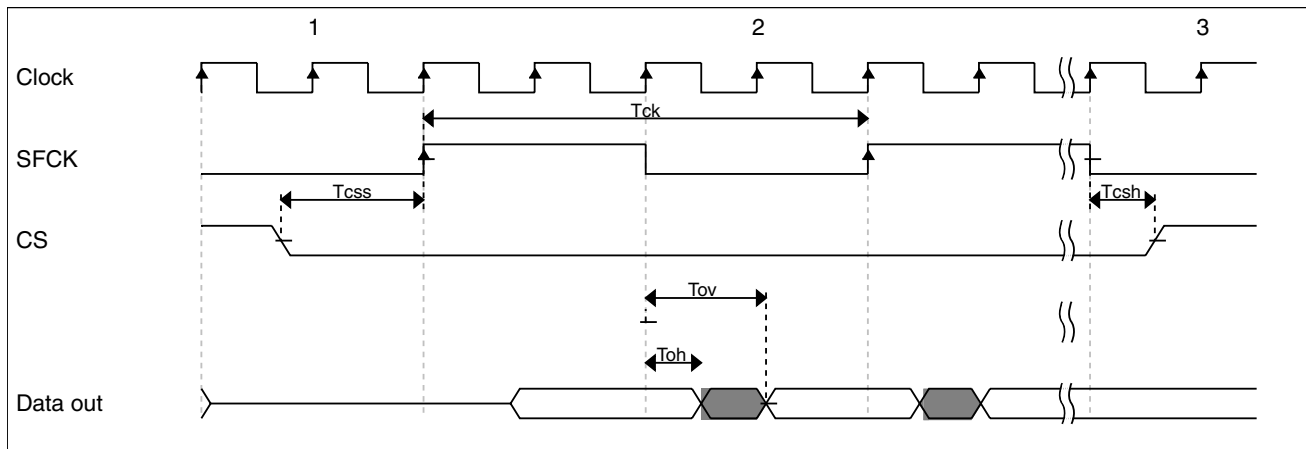 1 2 3
Clock
Tck
SFCK
Tcss Tcsh
CS
Tov
Toh
Data out